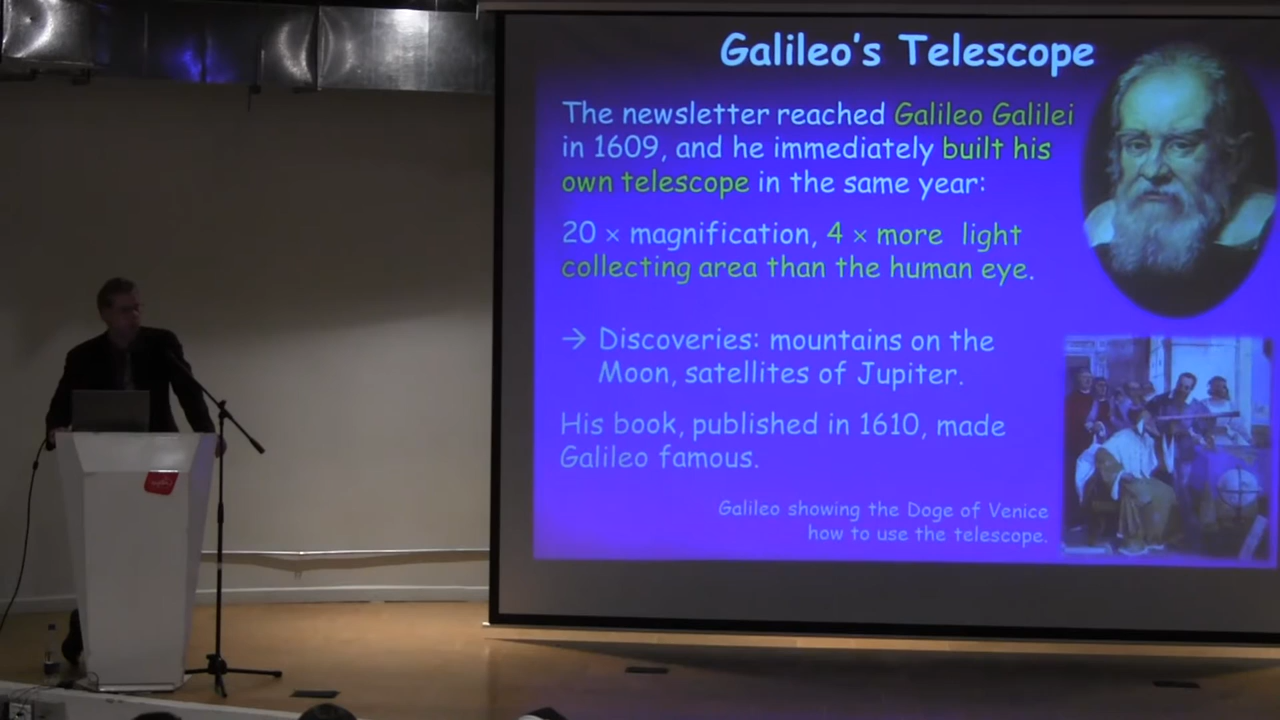 Galileo's Telescope
The newsletter reached Galileo Galilei
in 1609, and he immediately built his
own telescope in the same year:
20 × magnification, 4 × more light
collecting area than the human eye.
→ Discoveries: mountains on the
Moon, satellites of Jupiter.
His book, published in 1610, made
Galileo famous.
Galileo showing the Doge of Venice
how to use the telescope.